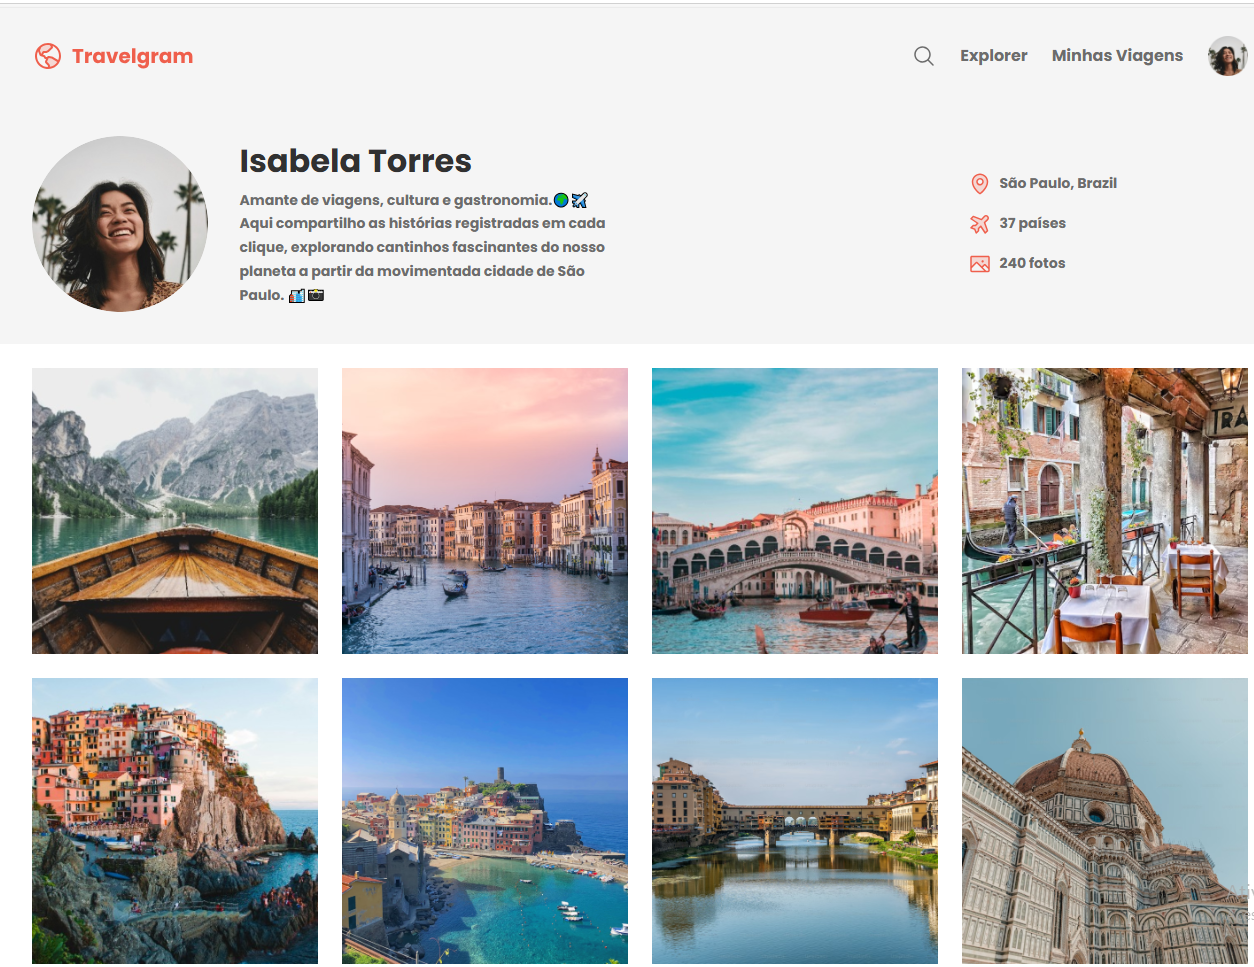 Travelgram
Explorer
Minhas Viagens
Isabela Torres
Amante de viagens, cultura e gastronomia.🌍✈️
Aqui compartilho as histórias registradas em cada
clique, explorando cantinhos fascinantes do nosso
planeta a partir da movimentada cidade de São
Paulo. 🏙️📷
São Paulo, Brazil
37 países
240 fotos